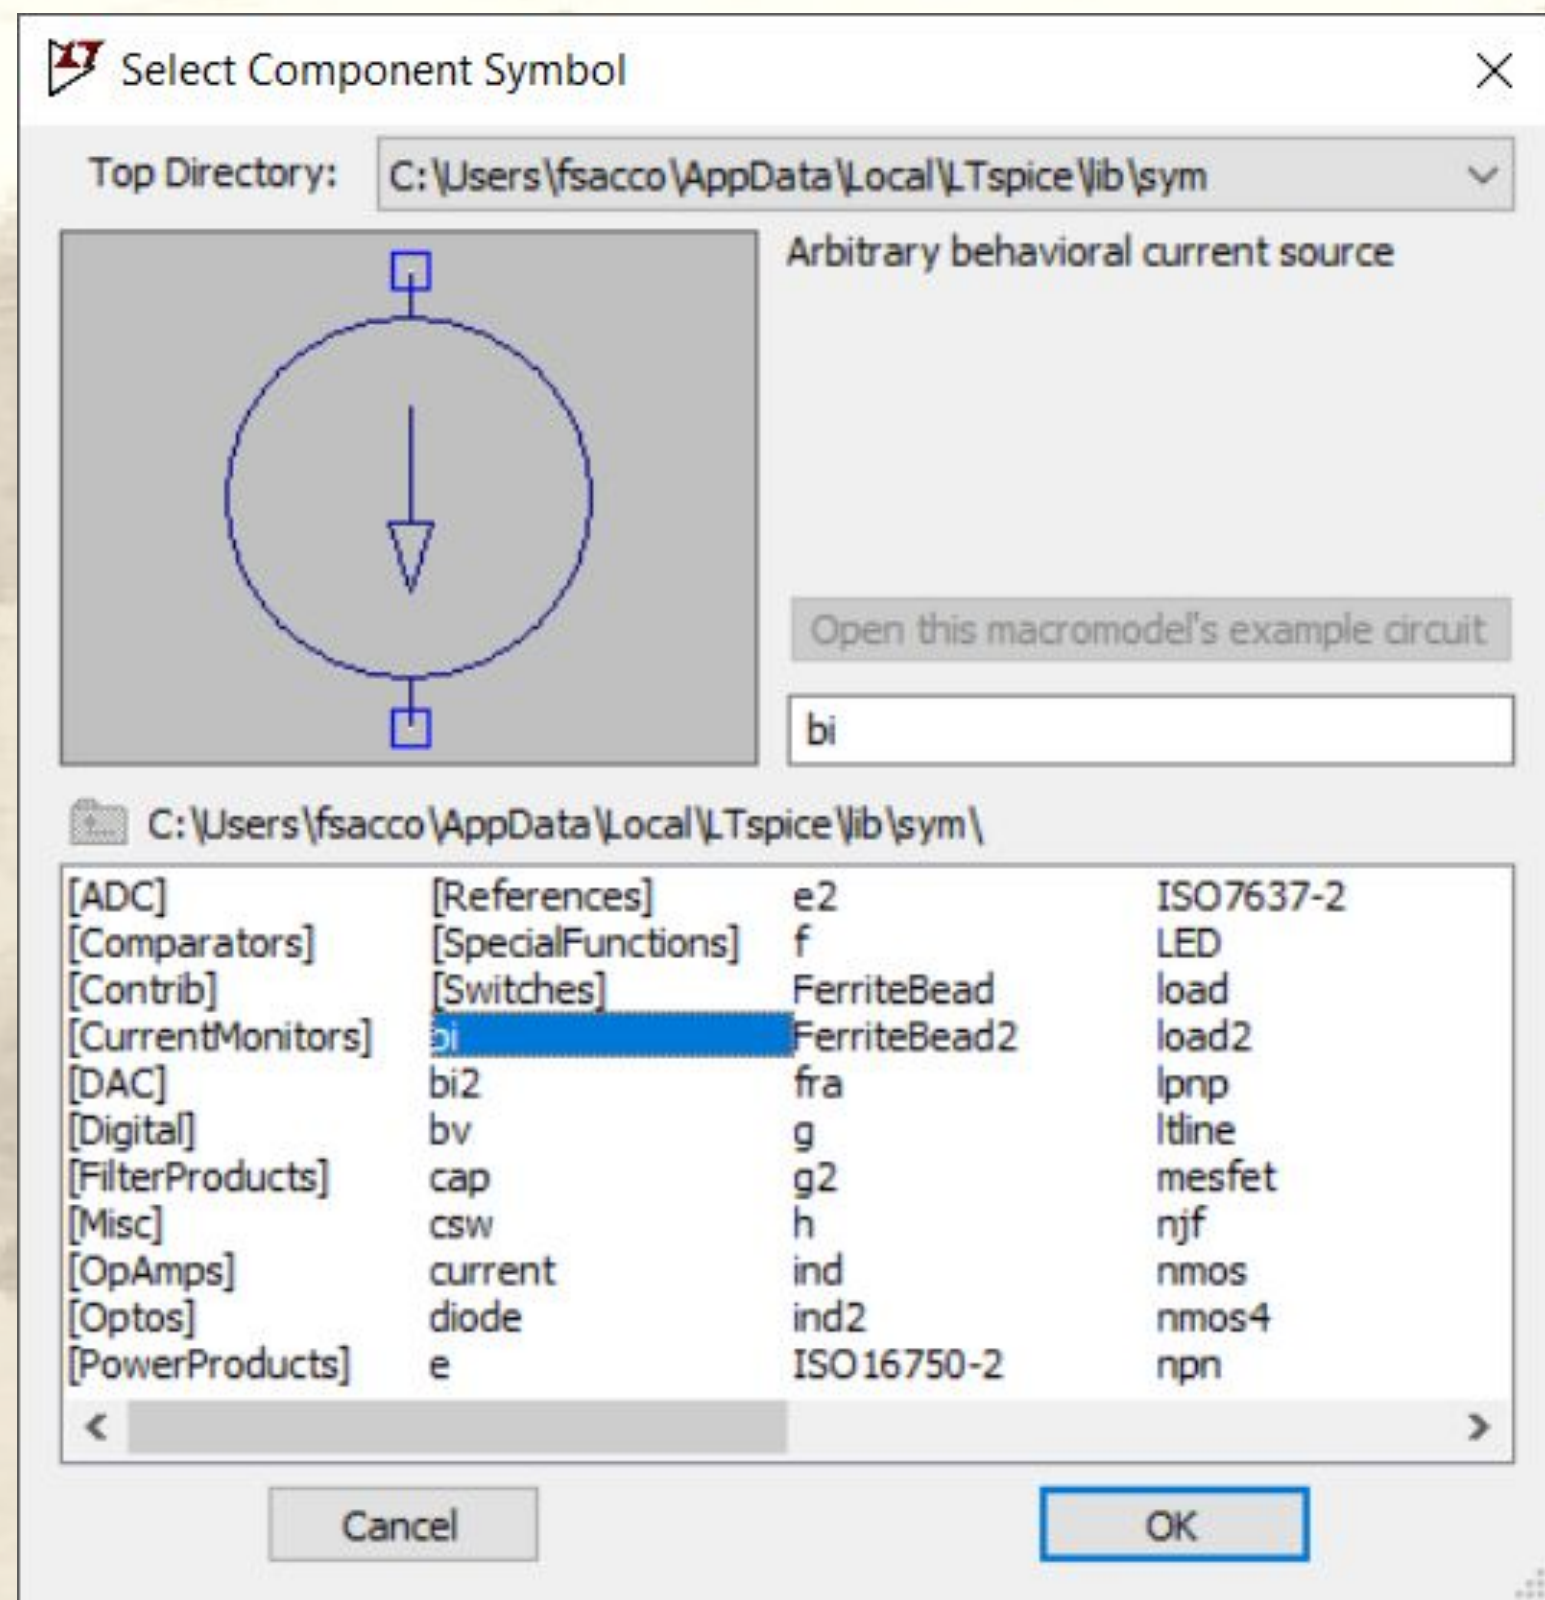 Select Component Symbol
Top Directory: C:\Users\fsacco\AppData\Local\LTspice\lib\sym
Arbitrary behavioral current source
Open this macromodel's example circuit
bi
C:\Users\fsacco\AppData\Local\LTspice\lib\sym\
[ADC] [References] e2 ISO7637-2
[Comparators] [SpecialFunctions] f LED
[Contrib] [Switches] FerriteBead load
[CurrentMonitors] bi FerriteBead2 load2
[DAC] bi2 fra lpnp
[Digital] bv g ltline
[FilterProducts] cap g2 mesfet
[Misc] csw h njf
[OpAmps] current ind nmos
[Optos] diode ind2 nmos4
[PowerProducts] e ISO16750-2 npn
Cancel OK